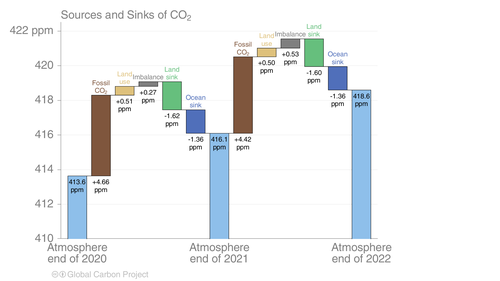 Sources and Sinks of CO2
422 ppm
420
418
416
414
412
410
413.6
ppm
Fossil
CO2
+4.66
ppm
Land
use
+0.51
ppm
Imbalance
+0.27
ppm
Land
sink
-1.62
ppm
Ocean
sink
-1.36
ppm
416.1
ppm
Fossil
CO2
+4.42
ppm
Land
use
+0.50
ppm
Imbalance
+0.53
ppm
Land
sink
-1.60
ppm
Ocean
sink
-1.36
ppm
418.6
ppm
Atmosphere
end of 2020
Atmosphere
end of 2021
Atmosphere
end of 2022
Global Carbon Project